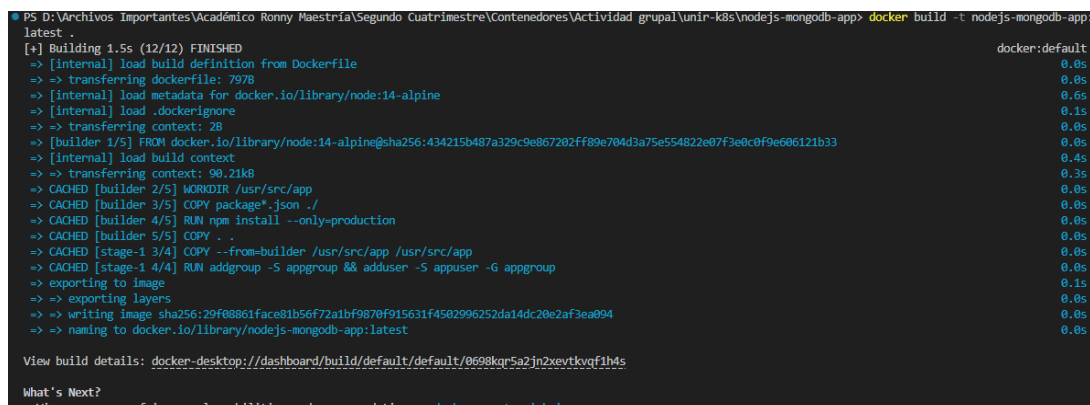 PS D:\Archivos Importantes\Académico Ronny Maestría\Segundo Cuatrimestre\Contenedores\Actividad grupal\unir-k8s\nodejs-mongodb-app> docker build -t nodejs-mongodb-app:
latest .
[+] Building 1.5s (12/12) FINISHED docker:default
=> [internal] load build definition from Dockerfile 0.0s
=> => transferring dockerfile: 797B 0.0s
=> [internal] load metadata for docker.io/library/node:14-alpine 0.6s
=> [internal] load .dockerignore 0.1s
=> => transferring context: 2B 0.0s
=> [builder 1/5] FROM docker.io/library/node:14-alpine@sha256:434215b487a329c9e867202ff89e704d3a75e554822e07f3e0c0f9e606121b33 0.0s
=> [internal] load build context 0.4s
=> => transferring context: 90.21kB 0.3s
=> CACHED [builder 2/5] WORKDIR /usr/src/app 0.0s
=> CACHED [builder 3/5] COPY package*.json ./ 0.0s
=> CACHED [builder 4/5] RUN npm install --only=production 0.0s
=> CACHED [builder 5/5] COPY . . 0.0s
=> CACHED [stage-1 3/4] COPY --from=builder /usr/src/app /usr/src/app 0.0s
=> CACHED [stage-1 4/4] RUN addgroup -S appgroup && adduser -S appuser -G appgroup 0.0s
=> exporting to image 0.1s
=> => exporting layers 0.0s
=> => writing image sha256:29f08861face81b56f72a1bf9870f915631f4502996252da14dc20e2af3ea094 0.0s
=> => naming to docker.io/library/nodejs-mongodb-app:latest 0.0s
View build details: docker-desktop://dashboard/build/default/default/0698kqr5a2jn2xevtkvqf1h4s
What's Next?